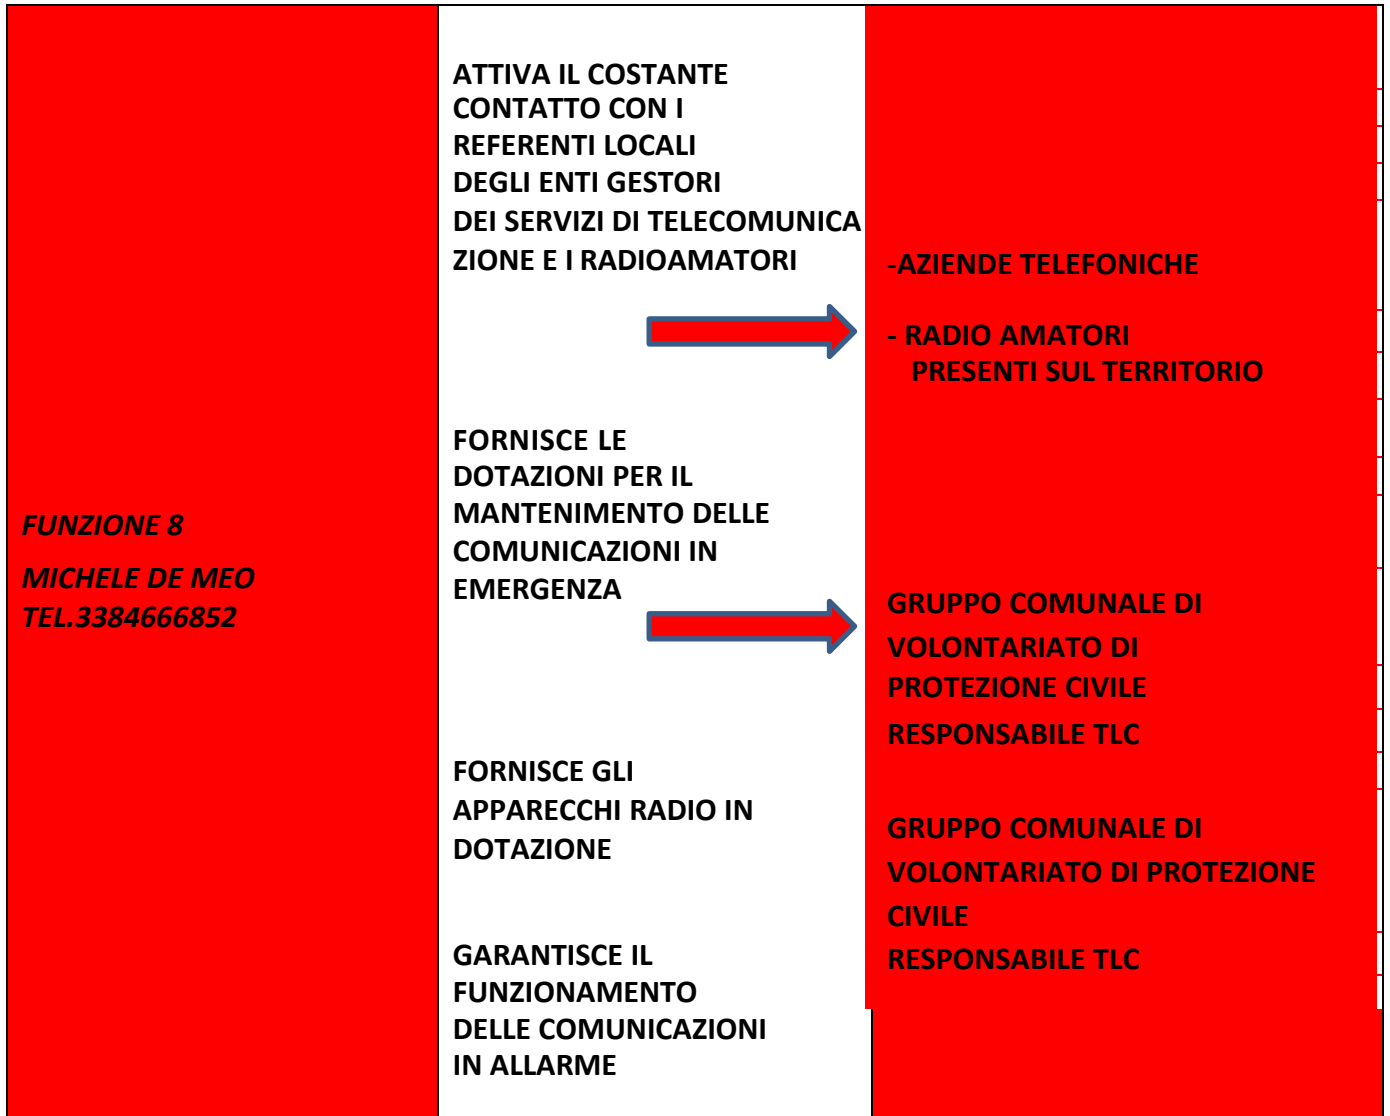 FUNZIONE 8
MICHELE DE MEO
TEL.3384666852
ATTIVA IL COSTANTE
CONTATTO CON I
REFERENTI LOCALI
DEGLI ENTI GESTORI
DEI SERVIZI DI TELECOMUNICA
ZIONE E I RADIOAMATORI
FORNISCE LE
DOTAZIONI PER IL
MANTENIMENTO DELLE
COMUNICAZIONI IN
EMERGENZA
FORNISCE GLI
APPARECCHI RADIO IN
DOTAZIONE
GARANTISCE IL
FUNZIONAMENTO
DELLE COMUNICAZIONI
IN ALLARME
-AZIENDE TELEFONICHE
- RADIO AMATORI
PRESENTI SUL TERRITORIO
GRUPPO COMUNALE DI
VOLONTARIATO DI
PROTEZIONE CIVILE
RESPONSABILE TLC
GRUPPO COMUNALE DI
VOLONTARIATO DI PROTEZIONE
CIVILE
RESPONSABILE TLC